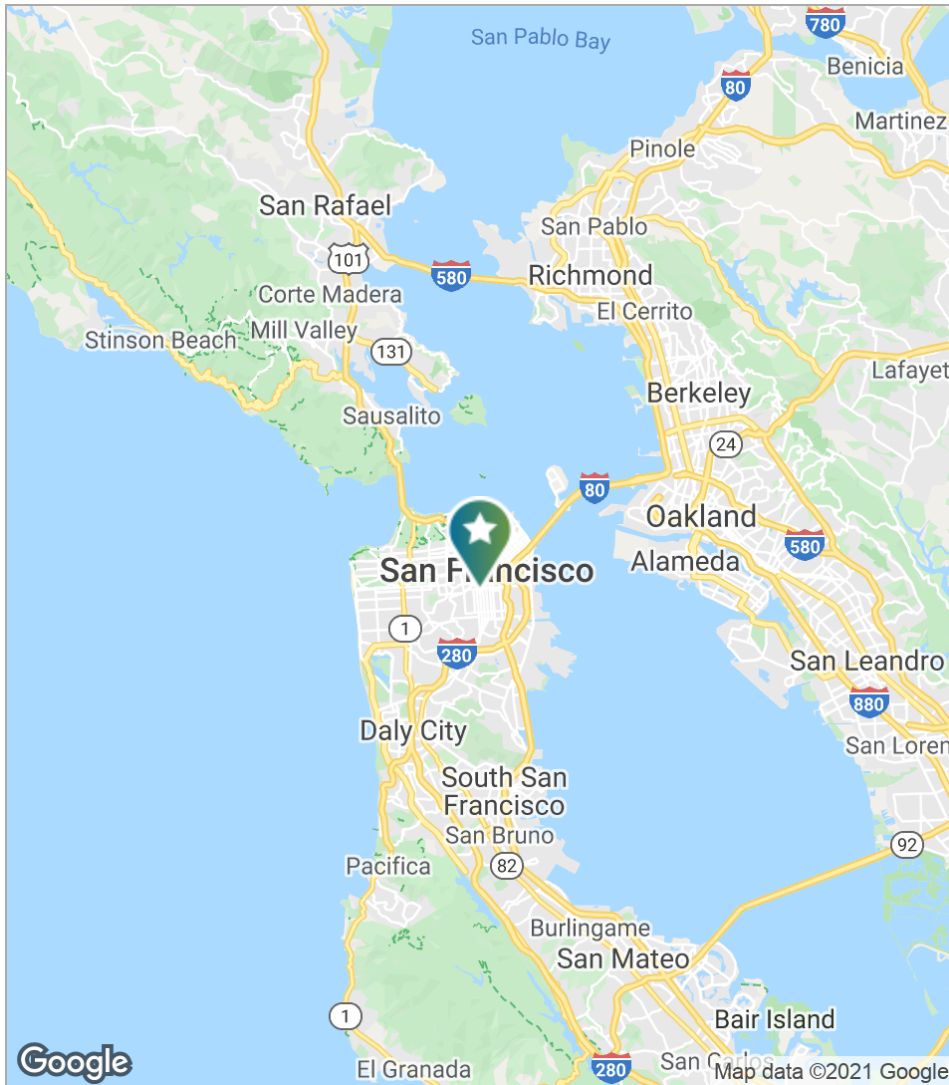 San Pablo Bay
780
Benicia
80
Martinez
Pinole
San Rafael
San Pablo
101
580
Richmond
Corte Madera
El Cerrito
Mill Valley
Stinson Beach
131
Lafayet
Berkeley
Sausalito
24
80
Oakland
580
Alameda
San Francisco
1
280
San Leandro
880
Daly City
San Loren
South San
Francisco
San Bruno
92
82
Pacifica
Burlingame
San Mateo
1
Bair Island
Google
El Granada
280
San Carlos
Map data ©2021 Google